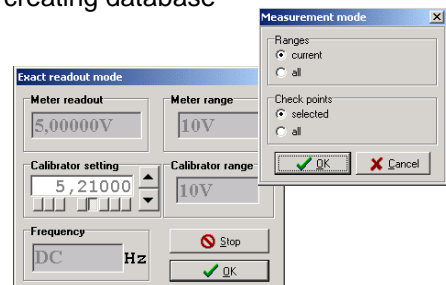 creating database
Measurement mode
Ranges
current
all
Check points
selected
all
OK
Cancel
Exact readout mode
Meter readout
Meter range
5,00000V
10V
Calibrator setting
Calibrator range
5,21000
10V
Frequency
DC
Hz
Stop
OK